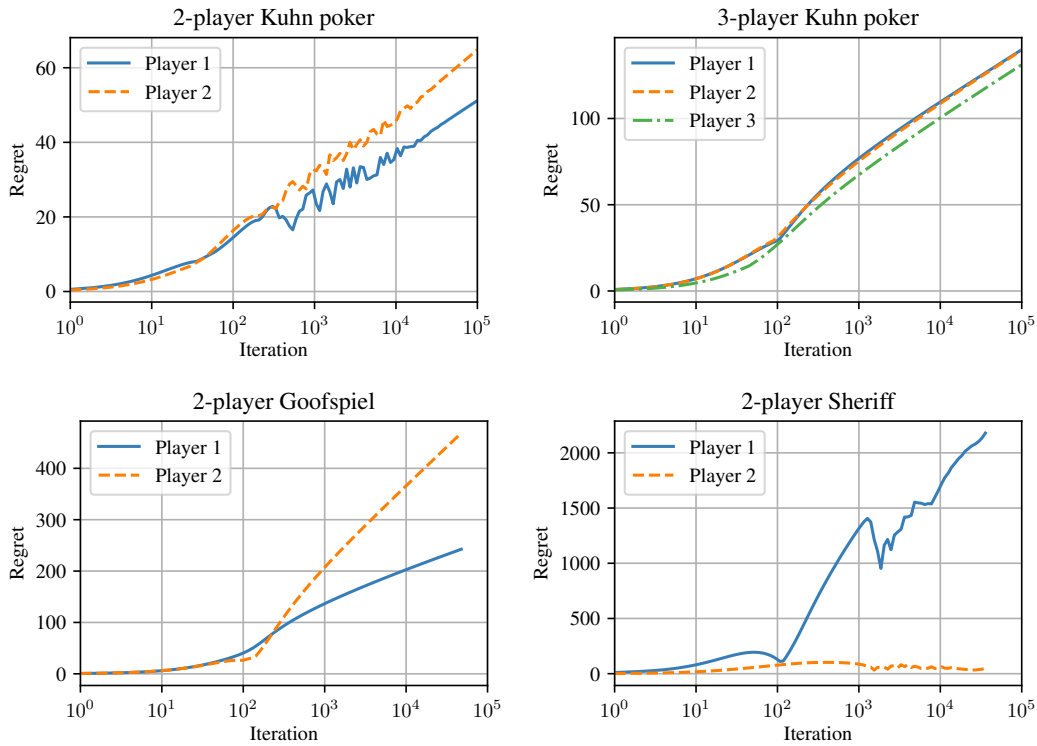 2-player Kuhn poker
60
40
20
0
Regret
Player 1
Player 2
10^0 10^1 10^2 10^3 10^4 10^5
Iteration
3-player Kuhn poker
100
50
0
Regret
Player 1
Player 2
Player 3
10^0 10^1 10^2 10^3 10^4 10^5
Iteration
2-player Goofspiel
400
300
200
100
0
Regret
Player 1
Player 2
10^0 10^1 10^2 10^3 10^4 10^5
Iteration
2-player Sheriff
2000
1500
1000
500
0
Regret
Player 1
Player 2
10^0 10^1 10^2 10^3 10^4 10^5
Iteration